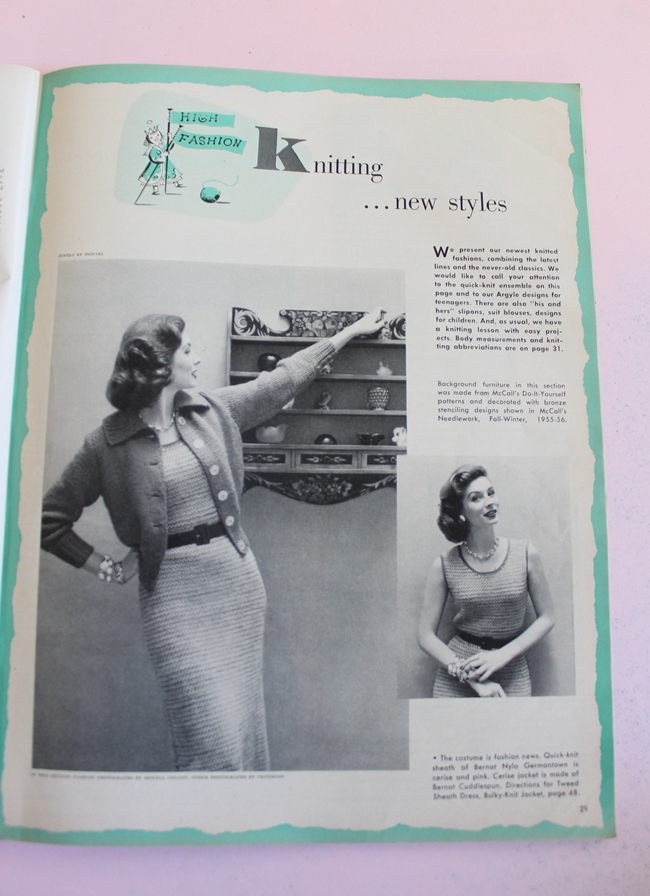 HIGH
FASHION
Knitting
...new styles
We present our newest knitted
fashions, combining the latest
lines and the never-old classics. We
would like to call your attention
to the quick-knit ensemble on this
page and to our Argyle designs for
teenagers. There are also "his and
hers" slipons, suit blouses, designs
for children. And, as usual, we have
a knitting lesson with easy proj-
ects. Body measurements and knit-
ting abbreviations are on page 31.
Background furniture in this section
was made from McCall's Do-It-Yourself
patterns and decorated with bronze
stenciling designs shown in McCall's
Needlework, Fall-Winter, 1955-56.
• The costume is fashion news. Quick-knit
sheath of Bernat Nylo Germantown is
cerise and pink. Cerise jacket is made of
Bernat Cuddlespun. Directions for Tweed
Sheath Dress, Bulky-Knit Jacket, page 68.